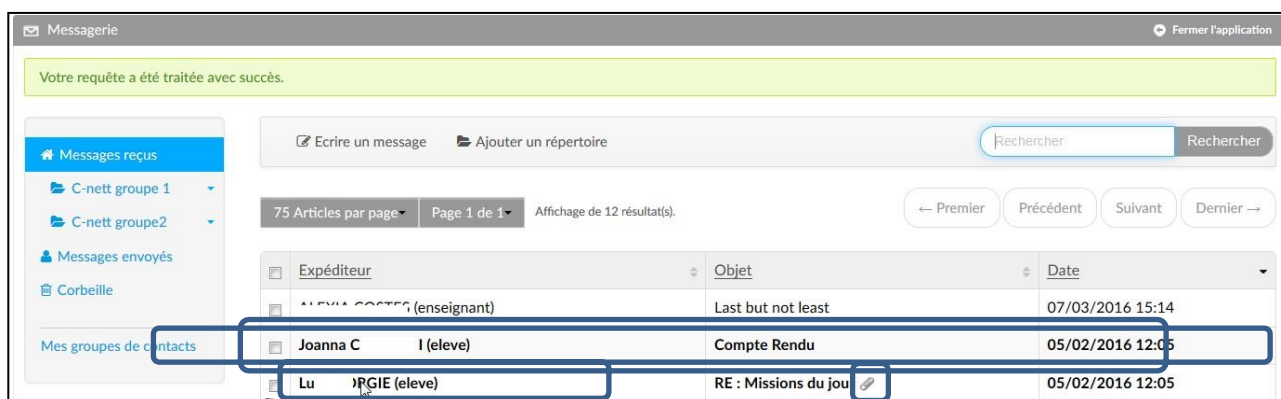 Messagerie Fermer l'application
Votre requête a été traitée avec succès.
Ecrire un message Ajouter un répertoire Rechercher Rechercher
Messages reçus
C-nett groupe 1
C-nett groupe2
Messages envoyés
Corbeille
Mes groupes de contacts
75 Articles par page Page 1 de 1 Affichage de 12 résultat(s). ← Premier Précédent Suivant Dernier →
Expéditeur Objet Date
(enseignant) Last but not least 07/03/2016 15:14
Joanna C I (eleve) Compte Rendu 05/02/2016 12:05
Lu (eleve) RE : Missions du jou 05/02/2016 12:05